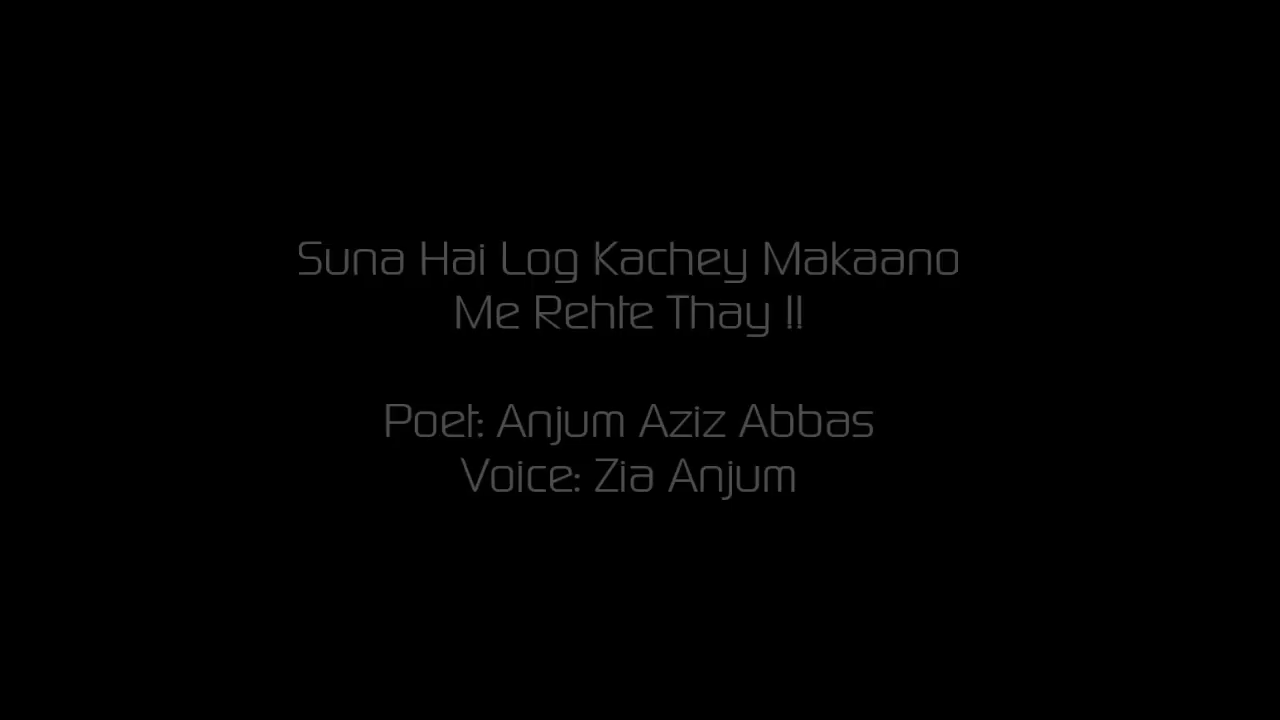 Suna Hai Log Kachey Makaano
Me Rehte Thay !!
Poet: Anjum Aziz Abbas
Voice: Zia Anjum